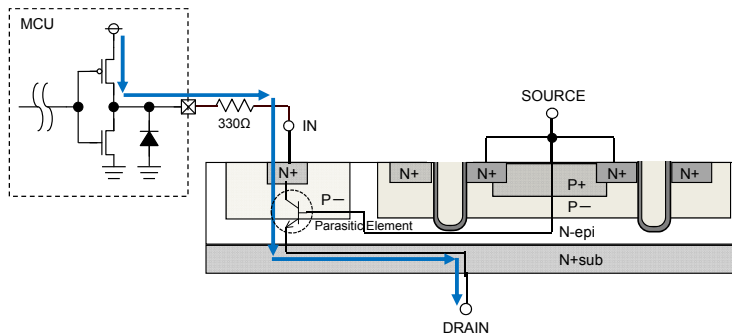 MCU
330Ω
IN
SOURCE
N+
N+
N+
P+
N+
N+
P−
P−
Parasitic Element
N-epi
N+sub
DRAIN